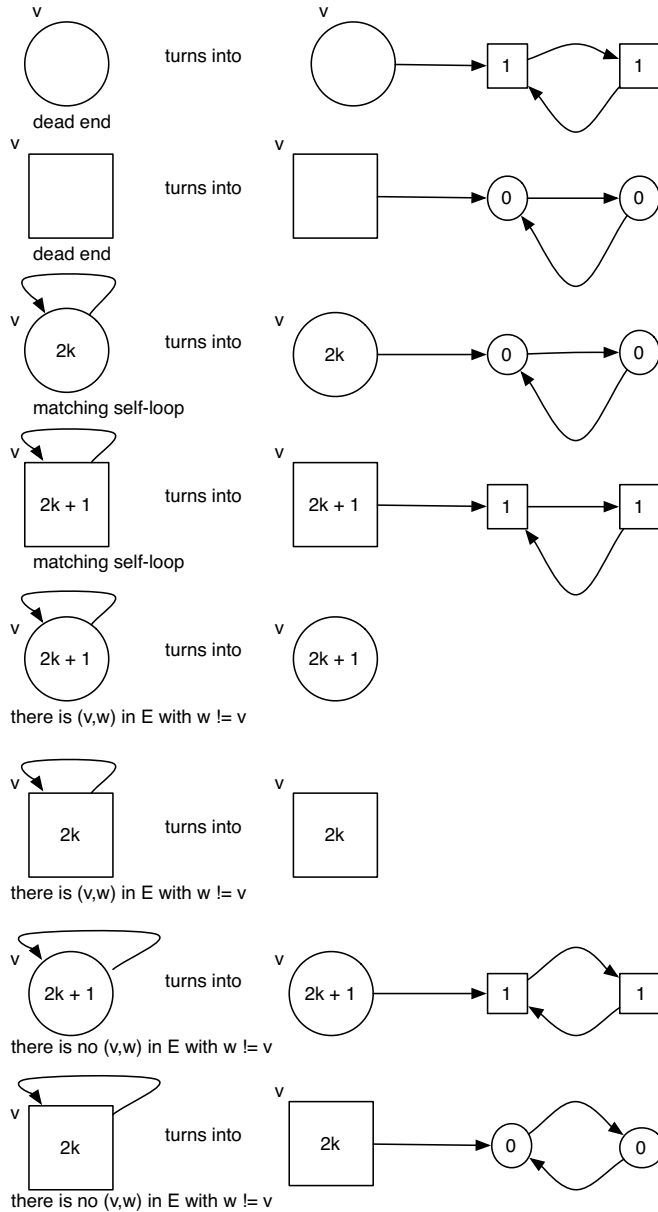 v
v
turns into
1
1
dead end
v
v
turns into
0
0
dead end
v
v
turns into
2k
2k
0
0
matching self-loop
v
v
turns into
2k + 1
2k + 1
1
1
matching self-loop
v
v
turns into
2k + 1
2k + 1
there is (v,w) in E with w != v
v
v
turns into
2k
2k
there is (v,w) in E with w != v
v
v
turns into
2k + 1
2k + 1
1
1
there is no (v,w) in E with w != v
v
v
turns into
2k
2k
0
0
there is no (v,w) in E with w != v